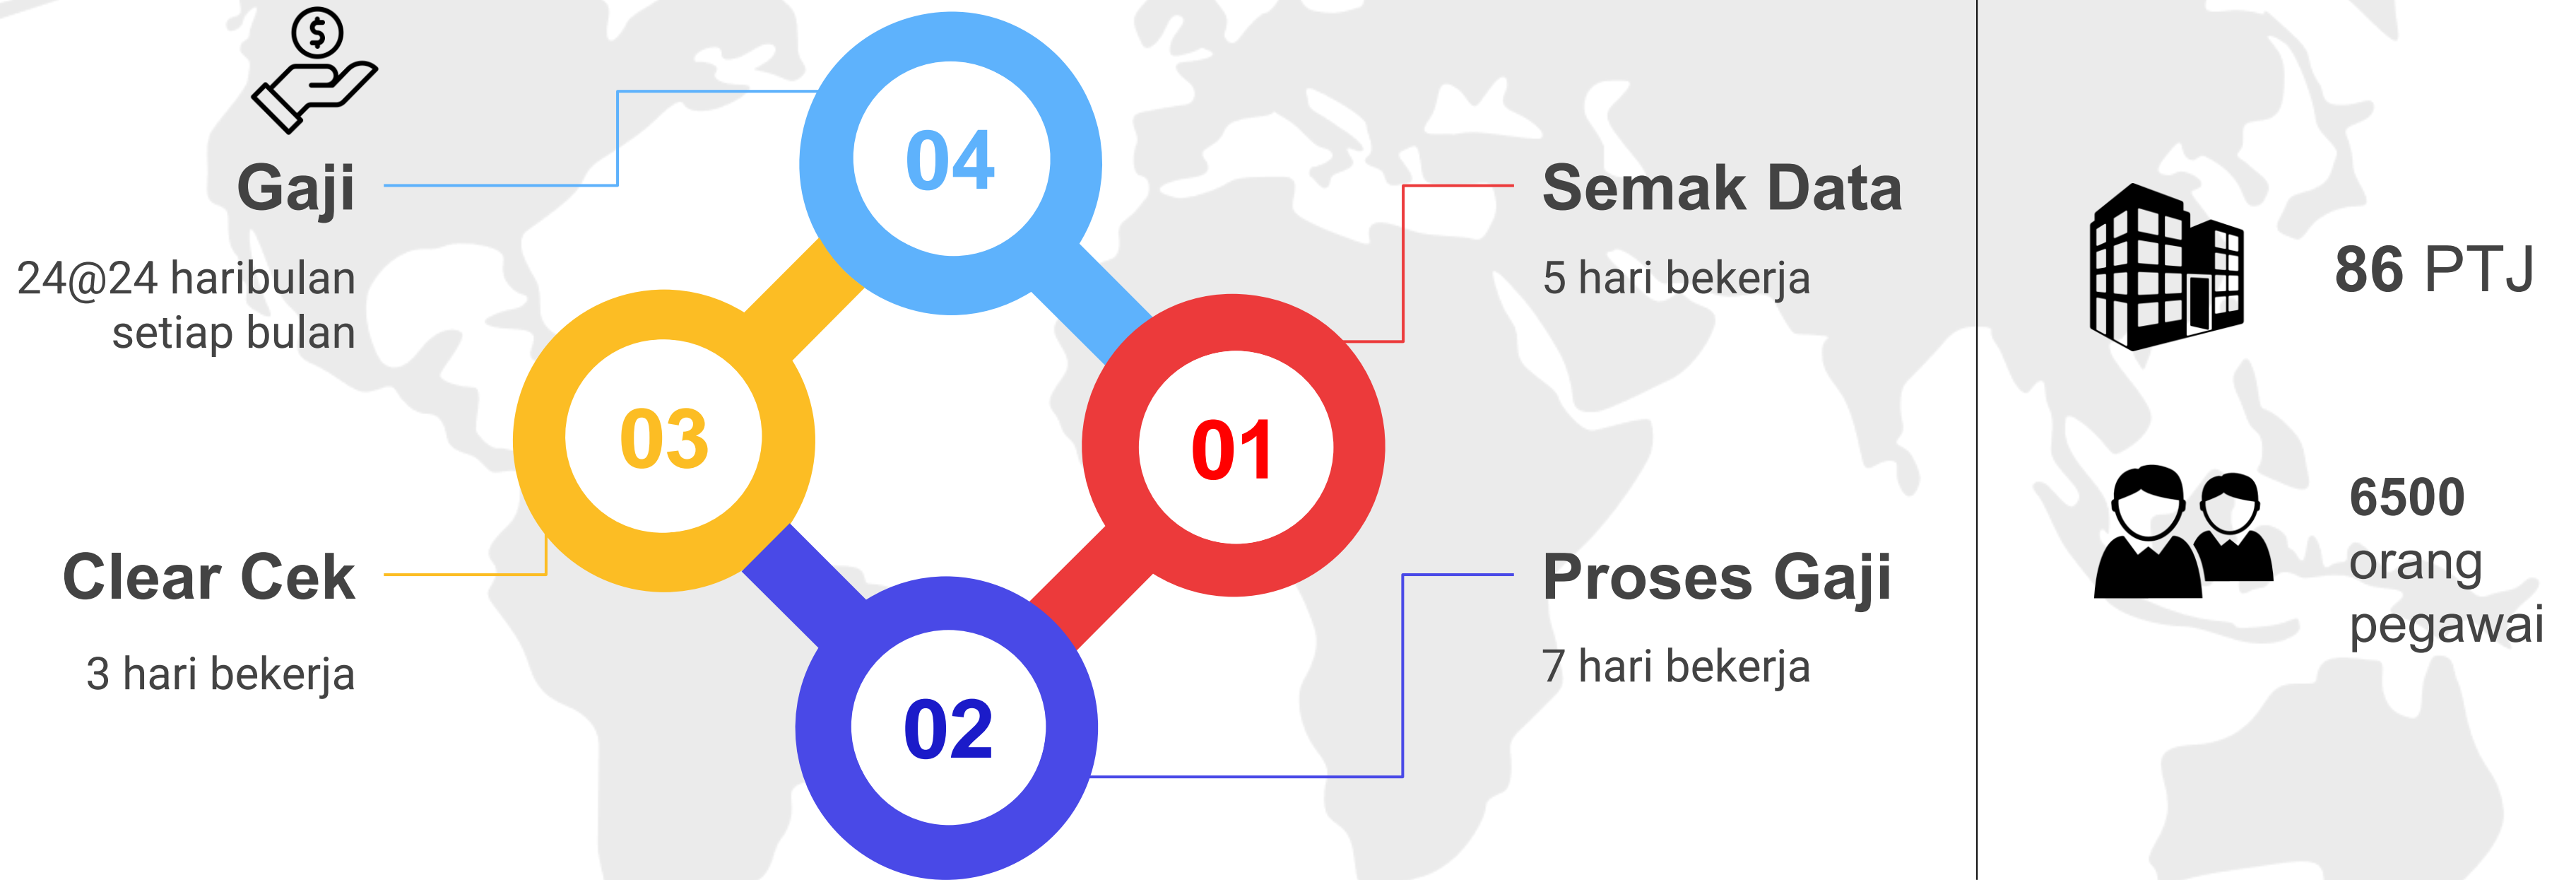 04
Gaji
24@24 haribulan
setiap bulan
Semak Data
5 hari bekerja
01
03
Clear Cek
3 hari bekerja
02
Proses Gaji
7 hari bekerja
86 PTJ
6500
orang
pegawai